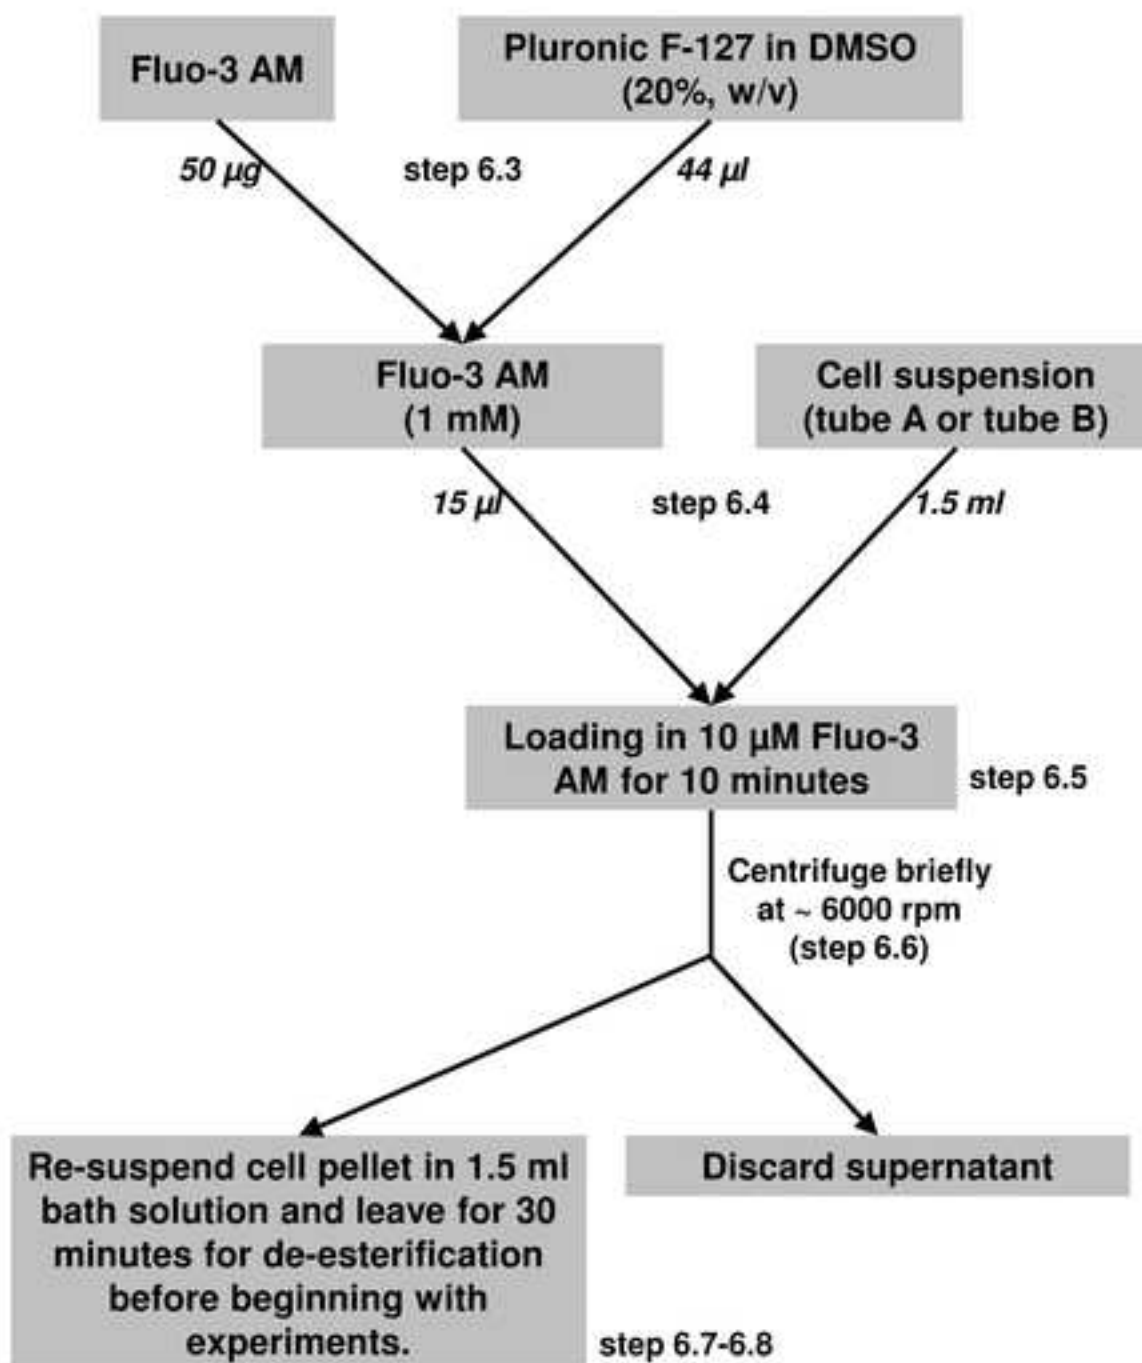 Fluo-3 AM
Pluronic F-127 in DMSO
(20%, w/v)
50 µg
step 6.3
44 µl
Fluo-3 AM
(1 mM)
Cell suspension
(tube A or tube B)
15 µl
step 6.4
1.5 ml
Loading in 10 µM Fluo-3
AM for 10 minutes
step 6.5
Centrifuge briefly
at ~ 6000 rpm
(step 6.6)
Re-suspend cell pellet in 1.5 ml
bath solution and leave for 30
minutes for de-esterification
before beginning with
experiments.
Discard supernatant
step 6.7-6.8